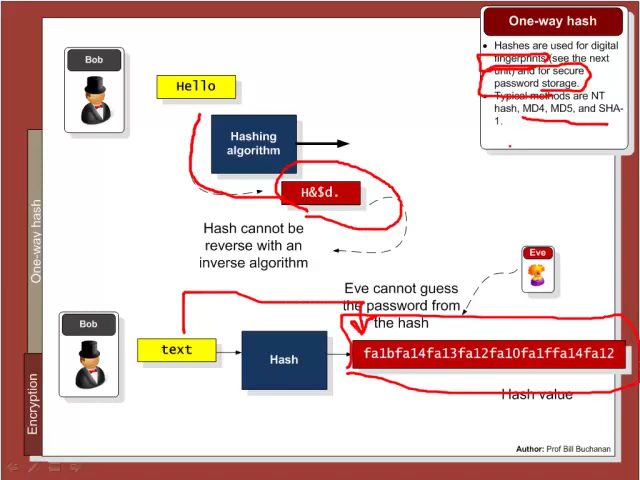 One-way hash
Hashes are used for digital
fingerprints (see the next
unit) and for secure
password storage.
Typical methods are NT
hash, MD4, MD5, and SHA-
1.
Bob
Hello
Hashing
algorithm
H&$d.
Hash cannot be
reverse with an
inverse algorithm
Eve
Eve cannot guess
the password from
the hash
Bob
text
Hash
fa1bfa14fa13fa12fa10fa1ffa14fa12
Hash value
One-way hash
Encryption
Author: Prof Bill Buchanan